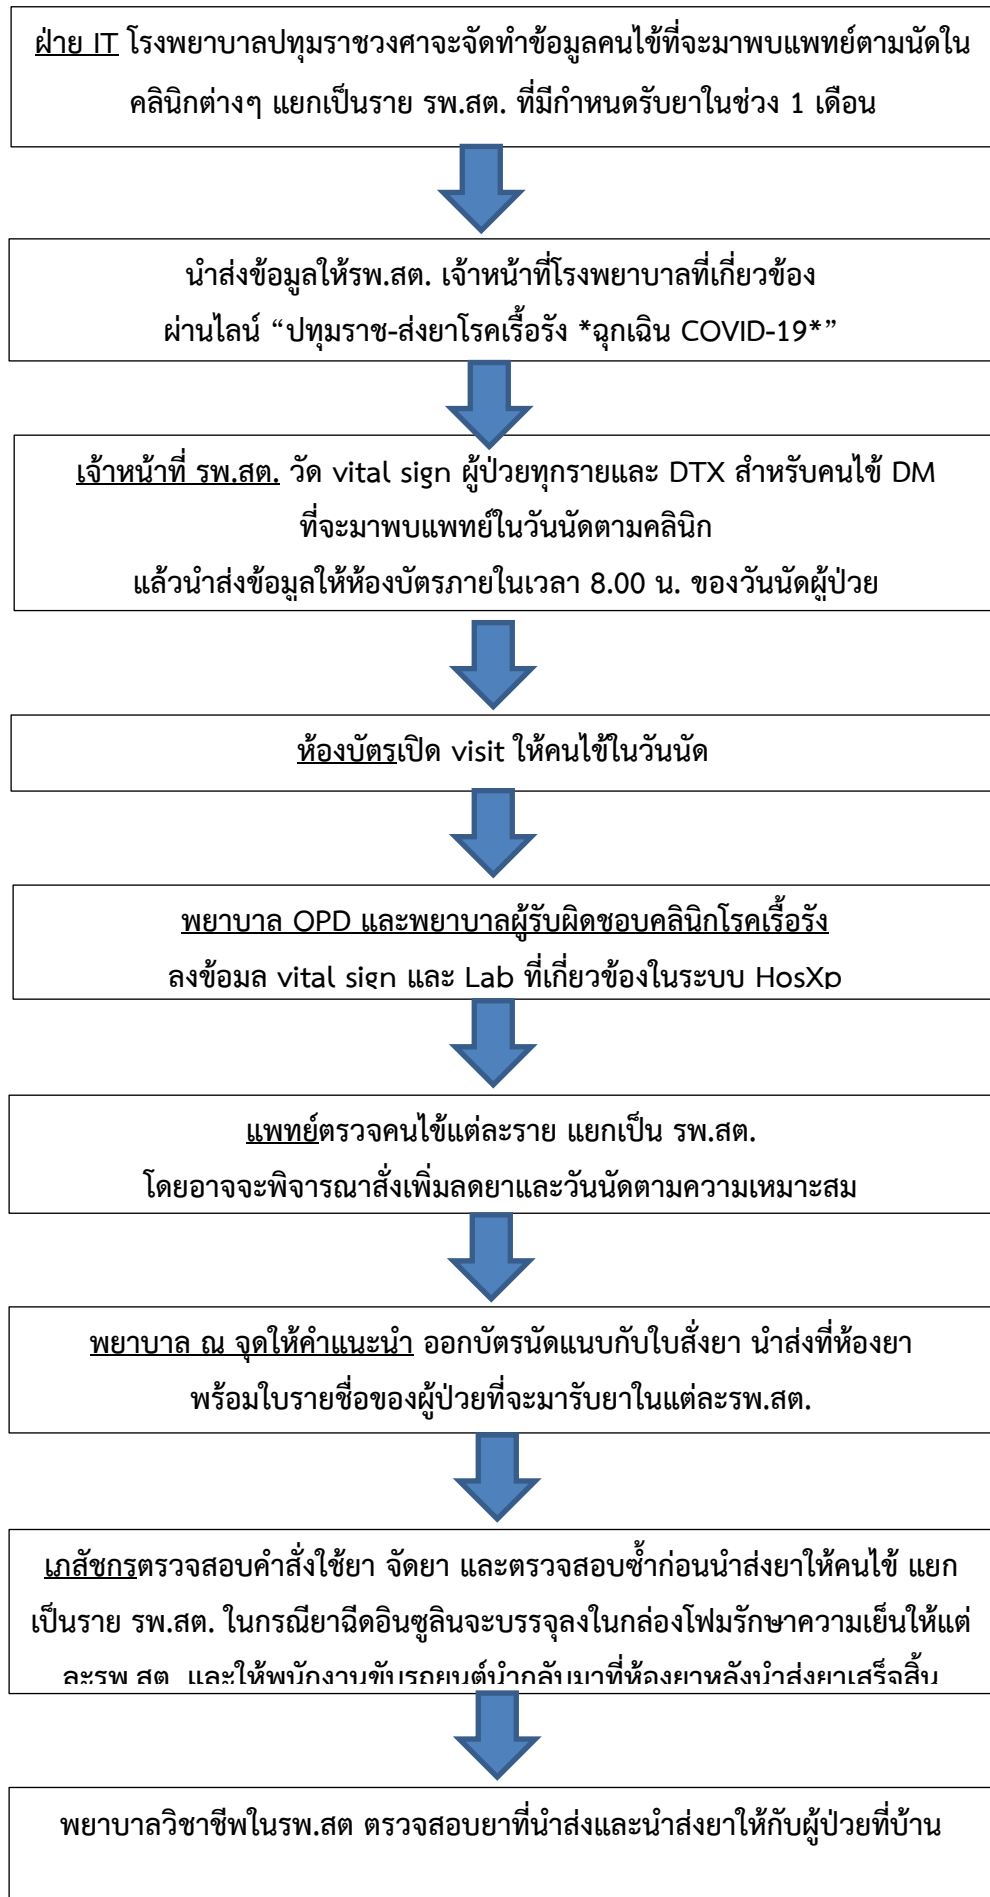 ฝ่าย IT โรงพยาบาลปทุมราชวงศาจะจัดทำข้อมูลคนไข้ที่จะมาพบแพทย์ตามนัดใน
คลินิกต่างๆ แยกเป็นราย รพ.สต. ที่มีกำหนดรับยาในช่วง 1 เดือน
นำส่งข้อมูลให้รพ.สต. เจ้าหน้าที่โรงพยาบาลที่เกี่ยวข้อง
ผ่านไลน์ “ปทุมราช-ส่งยาโรคเรื้อรัง *ฉุกเฉิน COVID-19*”
เจ้าหน้าที่ รพ.สต. วัด vital sign ผู้ป่วยทุกรายและ DTX สำหรับคนไข้ DM
ที่จะมาพบแพทย์ในวันนัดตามคลินิก
แล้วนำส่งข้อมูลให้ห้องบัตรภายในเวลา 8.00 น. ของวันนัดผู้ป่วย
ห้องบัตรเปิด visit ให้คนไข้ในวันนัด
พยาบาล OPD และพยาบาลผู้รับผิดชอบคลินิกโรคเรื้อรัง
ลงข้อมูล vital sign และ Lab ที่เกี่ยวข้องในระบบ HosXp
แพทย์ตรวจคนไข้แต่ละราย แยกเป็น รพ.สต.
โดยอาจจะพิจารณาสั่งเพิ่มลดยาและวันนัดตามความเหมาะสม
พยาบาล ณ จุดให้คำแนะนำ ออกบัตรนัดแนบกับใบสั่งยา นำส่งที่ห้องยา
พร้อมใบรายชื่อของผู้ป่วยที่จะมารับยาในแต่ละรพ.สต.
เภสัชกรตรวจสอบคำสั่งใช้ยา จัดยา และตรวจสอบซ้ำก่อนนำส่งยาให้คนไข้ แยก
เป็นราย รพ.สต. ในกรณียาฉีดอินซูลินจะบรรจุลงในกล่องโฟมรักษาความเย็นให้แต่
ละรพ.สต. และให้พนักงานขับรถยนต์นำกลับมาที่ห้องยาหลังนำส่งยาเสร็จสิ้น
พยาบาลวิชาชีพในรพ.สต ตรวจสอบยาที่นำส่งและนำส่งยาให้กับผู้ป่วยที่บ้าน